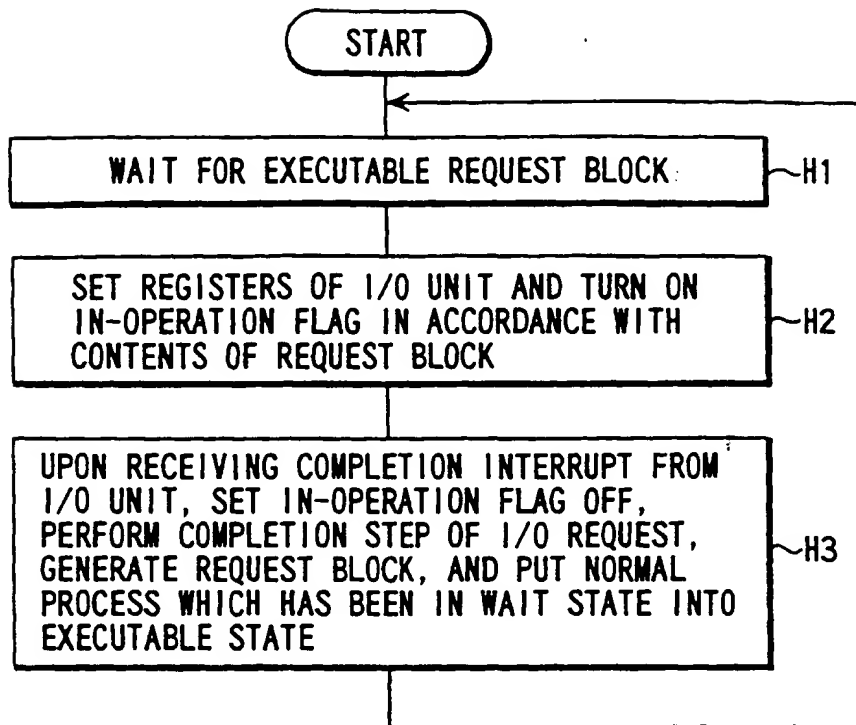 START
WAIT FOR EXECUTABLE REQUEST BLOCK
H1
SET REGISTERS OF I/O UNIT AND TURN ON
IN-OPERATION FLAG IN ACCORDANCE WITH
CONTENTS OF REQUEST BLOCK
H2
UPON RECEIVING COMPLETION INTERRUPT FROM
I/O UNIT, SET IN-OPERATION FLAG OFF,
PERFORM COMPLETION STEP OF I/O REQUEST,
GENERATE REQUEST BLOCK, AND PUT NORMAL
PROCESS WHICH HAS BEEN IN WAIT STATE INTO
EXECUTABLE STATE
H3